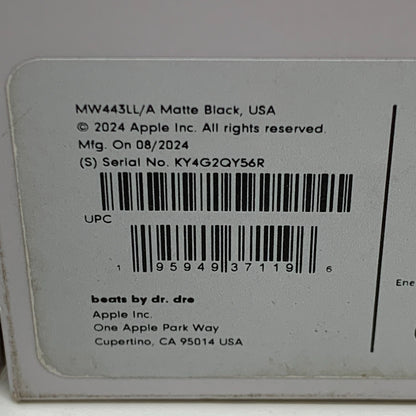 MW443LL/A Matte Black, USA
© 2024 Apple Inc. All rights reserved.
Mfg. On 08/2024
(S) Serial No. KY4G2QY56R
UPC
1 95949 37119 6
beats by dr. dre
Apple Inc.
One Apple Park Way
Cupertino, CA 95014 USA
Ene